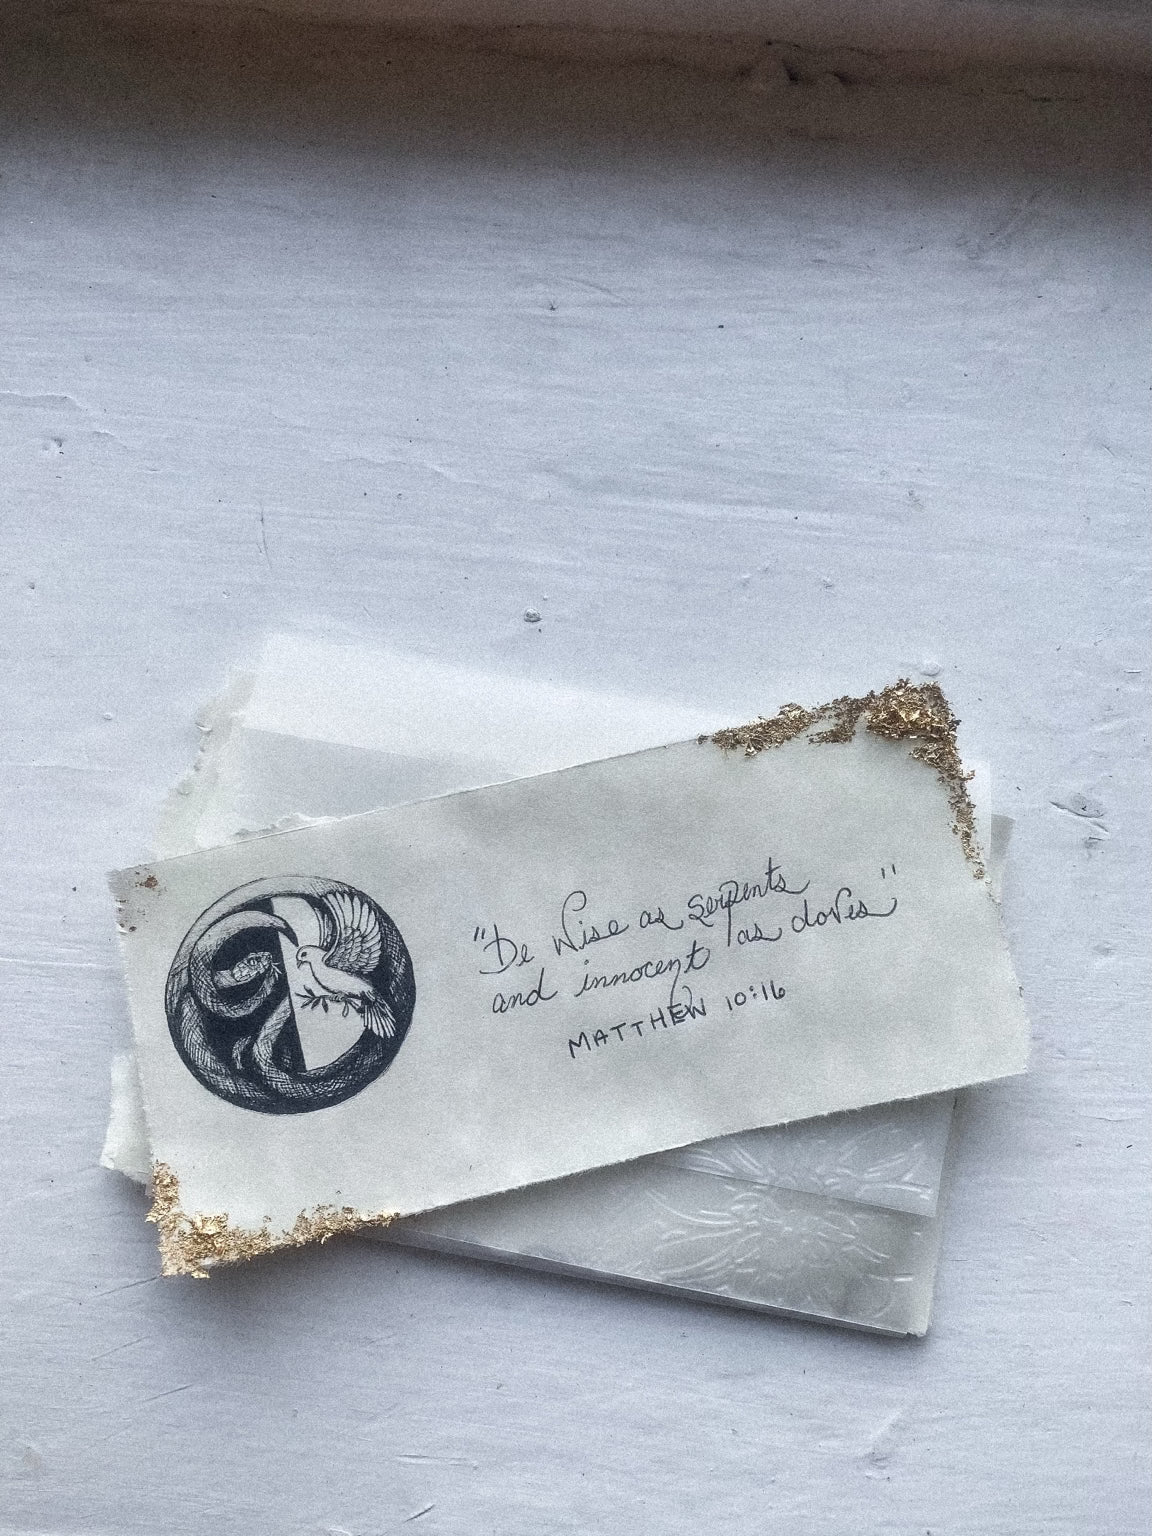 "Be Wise as serpents
and innocent as doves"
MATTHEW 10:16